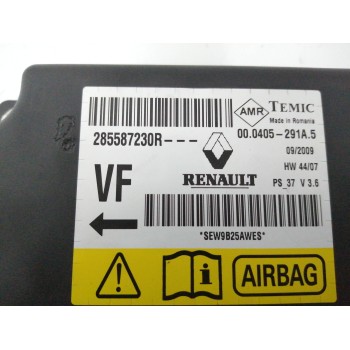 AMR TEMIC
Made in Romania
285587230R---
00.0405-291A.5
09/2009
VF
HW 44/07
RENAULT
PS_37 V 3.6
*SEW9B25AWES*
! i AIRBAG